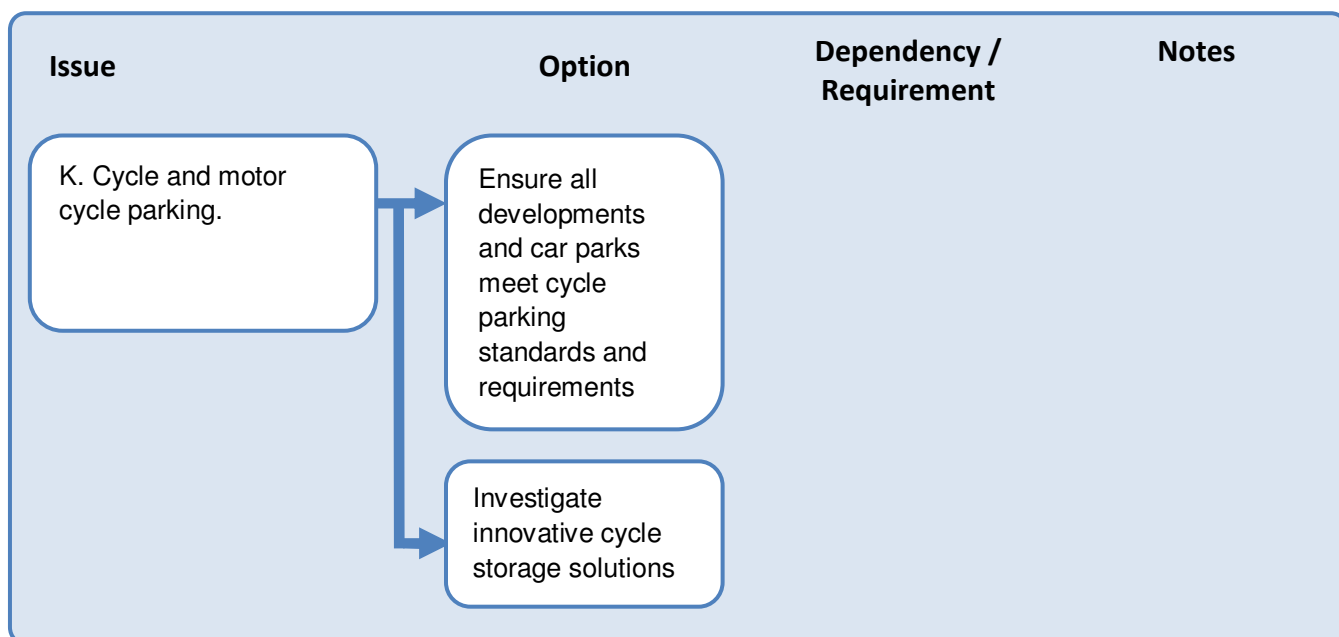 Issue
Option
Dependency /
Requirement
Notes
K. Cycle and motor
cycle parking.
Ensure all
developments
and car parks
meet cycle
parking
standards and
requirements
Investigate
innovative cycle
storage solutions